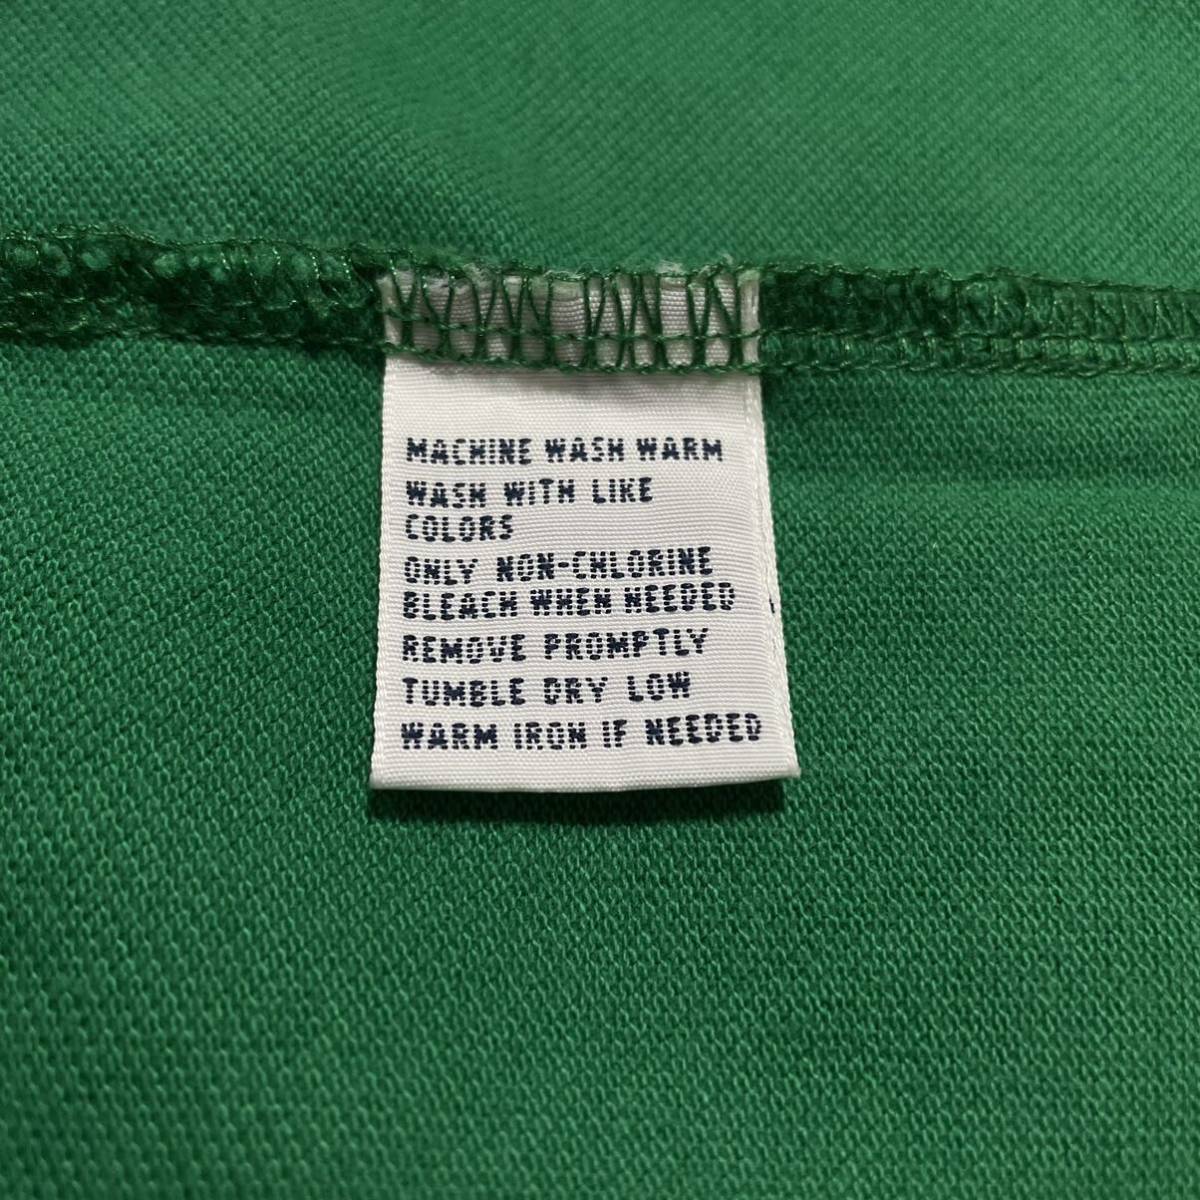 MACHINE WASH WARM
WASH WITH LIKE
COLORS
ONLY NON-CHLORINE
BLEACH WHEN NEEDED
REMOVE PROMPTLY
TUMBLE DRY LOW
WARM IRON IF NEEDED